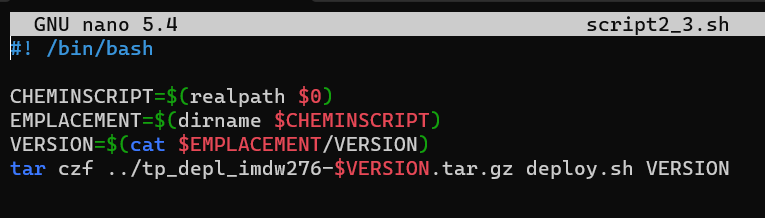 GNU nano 5.4 script2_3.sh
#! /bin/bash
CHEMINSCRIPT=$(realpath $0)
EMPLACEMENT=$(dirname $CHEMINSCRIPT)
VERSION=$(cat $EMPLACEMENT/VERSION)
tar czf ../tp_depl_imdw276-$VERSION.tar.gz deploy.sh VERSION